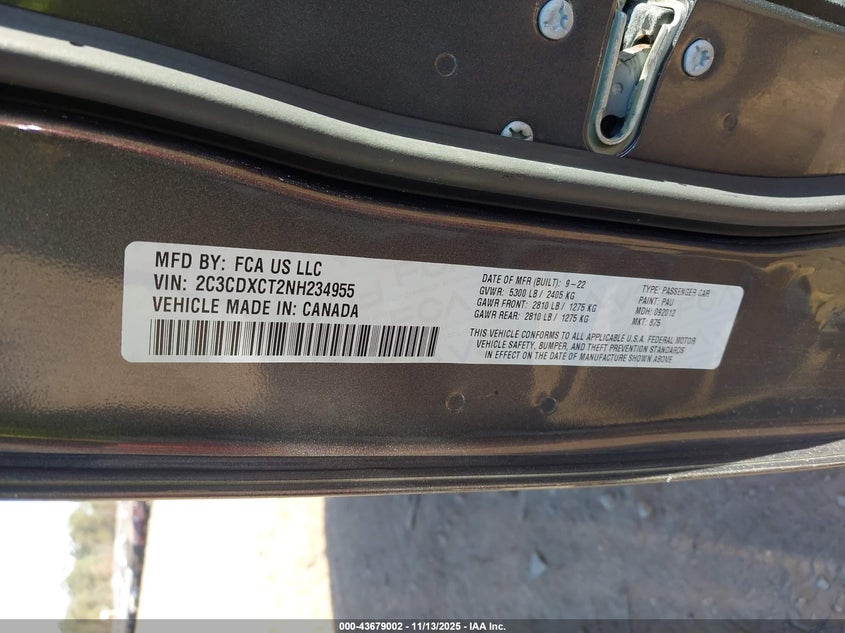 MFD BY: FCA US LLC
VIN: 2C3CDXCT2NH234955
VEHICLE MADE IN: CANADA
DATE OF MFR (BUILT): 9-22
GVWR: 5300 LB / 2405 KG
GAWR FRONT: 2810 LB / 1275 KG
GAWR REAR: 2810 LB / 1275 KG
TYPE: PASSENGER CAR
PAINT: PAU
MDH: 092012
MKT: 875
THIS VEHICLE CONFORMS TO ALL APPLICABLE U.S.A. FEDERAL MOTOR
VEHICLE SAFETY, BUMPER, AND THEFT PREVENTION STANDARDS
IN EFFECT ON THE DATE OF MANUFACTURE SHOWN ABOVE.
000-43679002 - 11/13/2025 - IAA Inc.